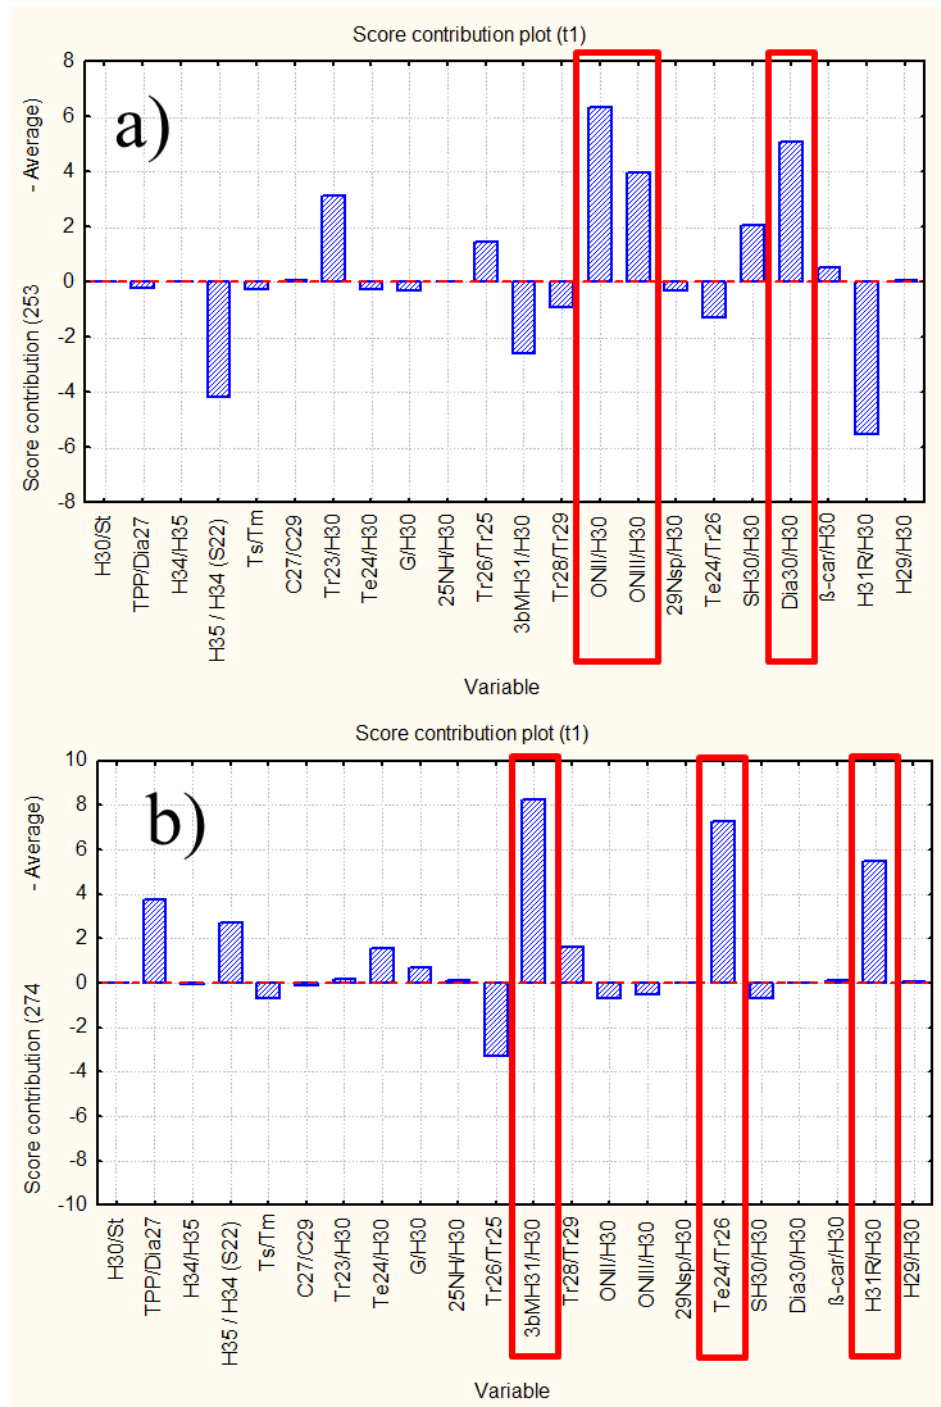 Score contribution plot (t1)
a)
8
6
4
2
0
-2
-4
-6
-8
Score contribution (253 - Average)
H30/St
TPP/Dia27
H34/H35
H35 / H34 (S22)
Ts/Tm
C27/C29
Tr23/H30
Te24/H30
G/H30
25NH/H30
Tr26/Tr25
3bMH31/H30
Tr28/Tr29
ONII/H30
ONIII/H30
29Nsp/H30
Te24/Tr26
SH30/H30
Dia30/H30
ß-car/H30
H31R/H30
H29/H30
Variable
Score contribution plot (t1)
b)
10
8
6
4
2
0
-2
-4
-6
-8
-10
Score contribution (274 - Average)
H30/St
TPP/Dia27
H34/H35
H35 / H34 (S22)
Ts/Tm
C27/C29
Tr23/H30
Te24/H30
G/H30
25NH/H30
Tr26/Tr25
3bMH31/H30
Tr28/Tr29
ONII/H30
ONIII/H30
29Nsp/H30
Te24/Tr26
SH30/H30
Dia30/H30
ß-car/H30
H31R/H30
H29/H30
Variable